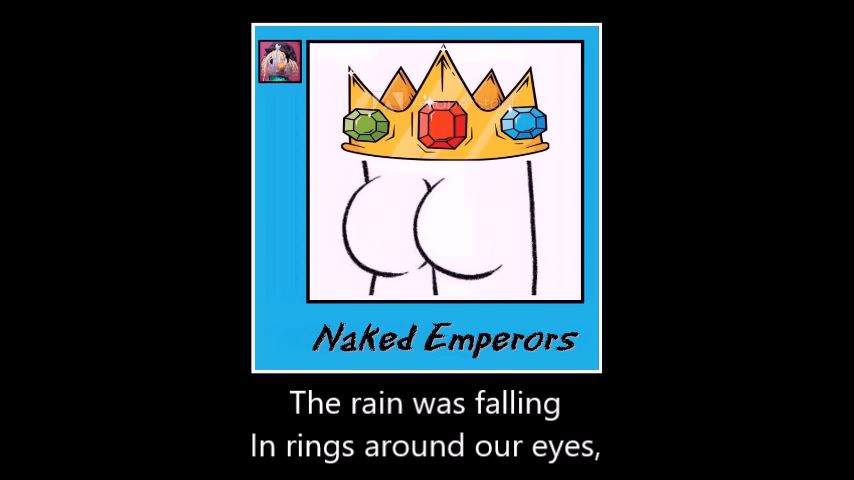 Naked Emperors
The rain was falling
In rings around our eyes,